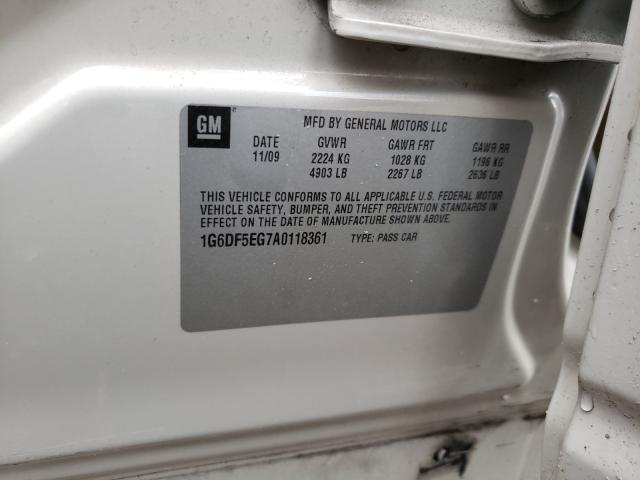 GM
MFD BY GENERAL MOTORS LLC
DATE GVWR GAWR FRT GAWR RR
11/09 2224 KG 1028 KG 1196 KG
4903 LB 2267 LB 2636 LB
THIS VEHICLE CONFORMS TO ALL APPLICABLE U.S. FEDERAL MOTOR
VEHICLE SAFETY, BUMPER, AND THEFT PREVENTION STANDARDS IN
EFFECT ON THE DATE OF MANUFACTURE SHOWN ABOVE.
1G6DF5EG7A0118361 TYPE: PASS CAR